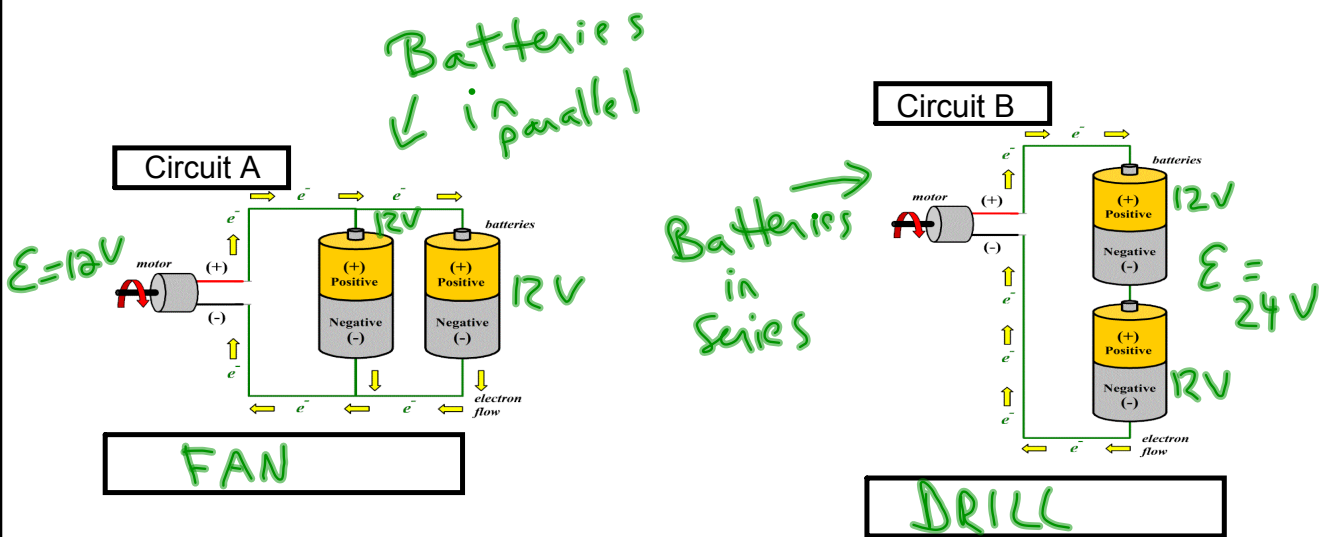 Batteries
in
parallel
Circuit A
e⁻ e⁻
e⁻
12V
batteries
ε=12V
motor
(+)
(-)
(+)
Positive
Negative
(-)
(+)
Positive
Negative
(-)
12V
e⁻
e⁻ e⁻
electron
flow
FAN
Circuit B
e⁻
e⁻
batteries
Batteries
in
Series
motor
(+)
(-)
(+)
Positive
Negative
(-)
12V
ε =
24V
e⁻
e⁻
e⁻
(+)
Positive
Negative
(-)
12V
e⁻
electron
flow
DRILL